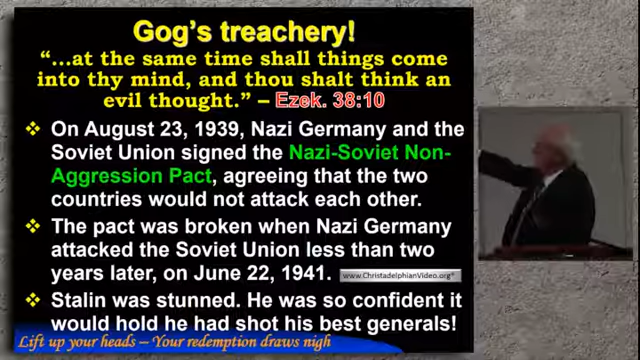 Gog's treachery!
"...at the same time shall things come
into thy mind, and thou shalt think an
evil thought." – Ezek. 38:10
❖ On August 23, 1939, Nazi Germany and the
Soviet Union signed the Nazi-Soviet Non-
Aggression Pact, agreeing that the two
countries would not attack each other.
❖ The pact was broken when Nazi Germany
attacked the Soviet Union less than two
years later, on June 22, 1941.
www.ChristadelphianVideo.org®
❖ Stalin was stunned. He was so confident it
would hold he had shot his best generals!
Lift up your heads – Your redemption draws nigh